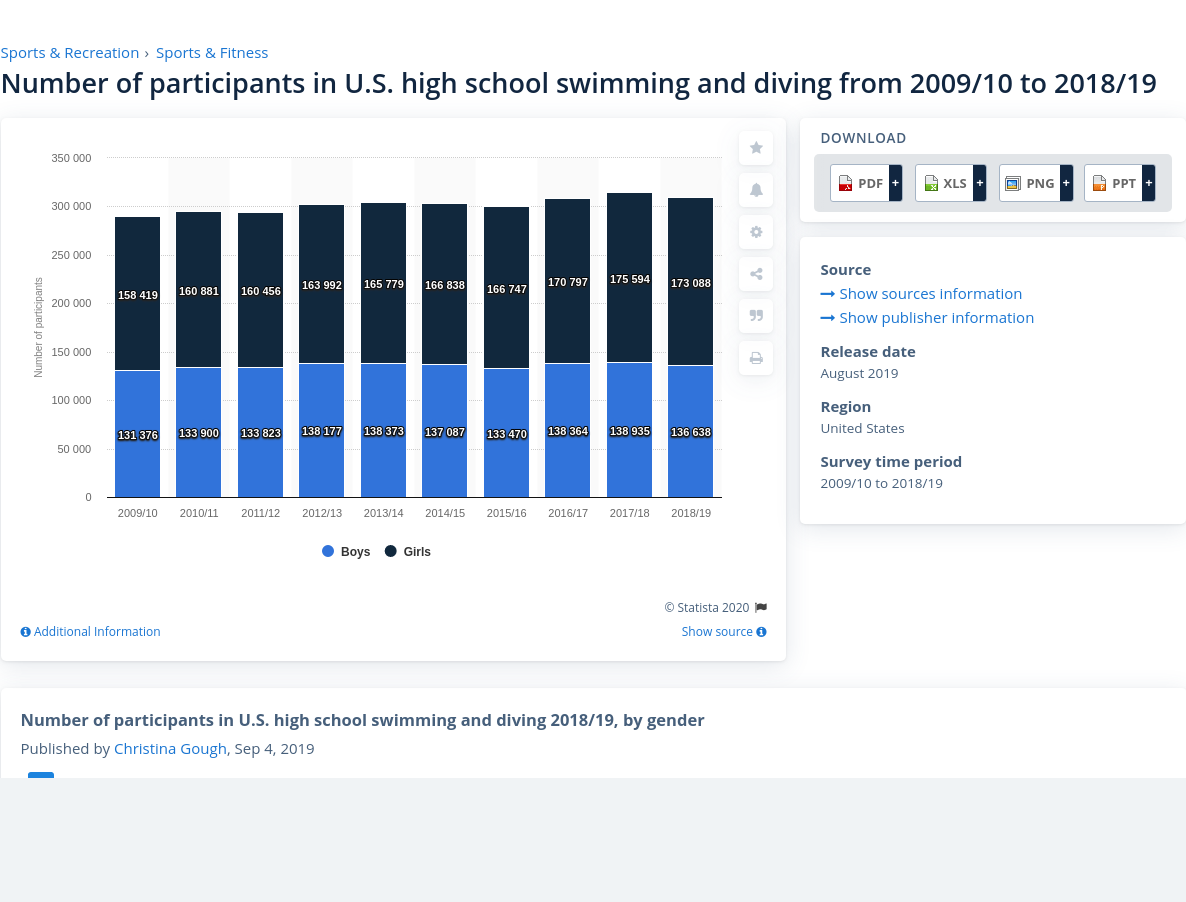 Sports & Recreation › Sports & Fitness
Number of participants in U.S. high school swimming and diving from 2009/10 to 2018/19
350 000
300 000
250 000
200 000
150 000
100 000
50 000
0
Number of participants
158 419 160 881 160 456 163 992 165 779 166 838 166 747 170 797 175 594 173 088
131 376 133 900 133 823 138 177 138 373 137 087 133 470 138 364 138 935 136 638
2009/10 2010/11 2011/12 2012/13 2013/14 2014/15 2015/16 2016/17 2017/18 2018/19
Boys Girls
© Statista 2020
Additional Information
Show source
DOWNLOAD
PDF + XLS + PNG + PPT +
Source
Show sources information
Show publisher information
Release date
August 2019
Region
United States
Survey time period
2009/10 to 2018/19
Number of participants in U.S. high school swimming and diving 2018/19, by gender
Published by Christina Gough, Sep 4, 2019